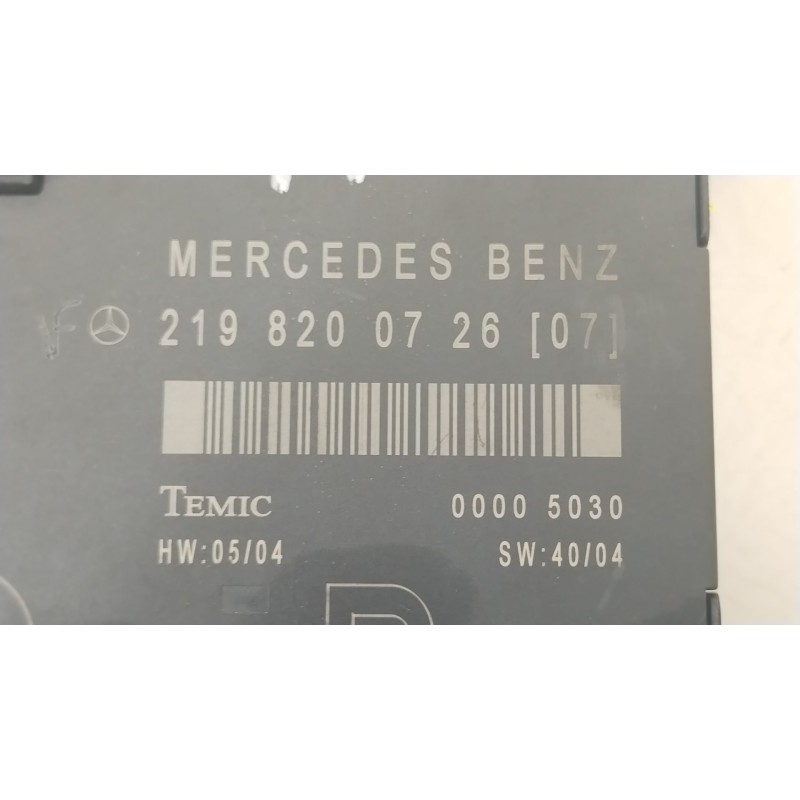 MERCEDES BENZ
219 820 07 26 [07]
TEMIC 0000 5030
HW:05/04 SW:40/04